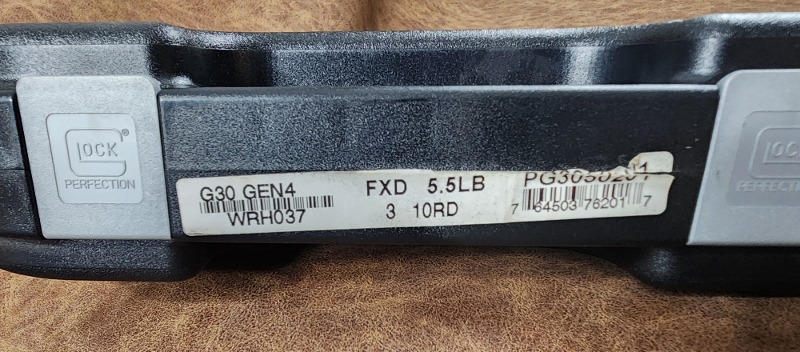 GLOCK
PERFECTION
G30 GEN4
WRH037
FXD 5.5LB
3 10RD
7 64503 76201 7
GLOCK
PERFECTION